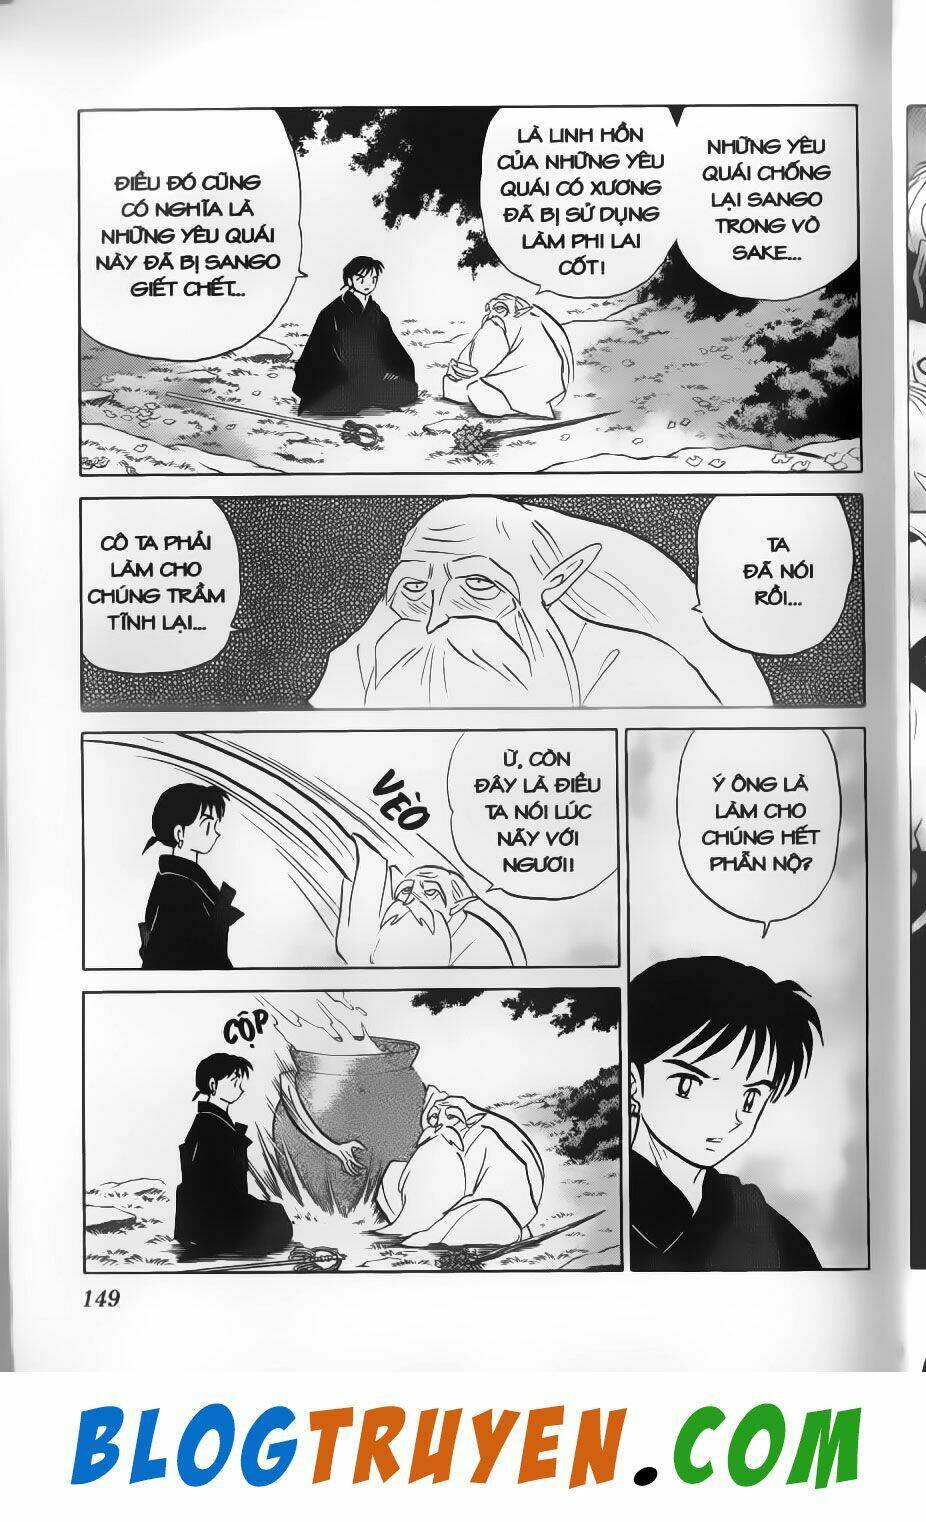 NHỮNG YÊU
QUÁI CHỐNG
LẠI SANGO
TRONG VÒ
SAKE...
LÀ LINH HỒN
CỦA NHỮNG YÊU
QUÁI CÓ XƯƠNG
ĐÃ BỊ SỬ DỤNG
LÀM PHI LAI
CỐT!
ĐIỀU ĐÓ CŨNG
CÓ NGHĨA LÀ
NHỮNG YÊU QUÁI
NÀY ĐÃ BỊ SANGO
GIẾT CHẾT...
TA
ĐÃ NÓI
RỒI...
CÔ TA PHẢI
LÀM CHO
CHÚNG TRẦM
TĨNH LẠI...
Ý ÔNG LÀ
LÀM CHO
CHÚNG HẾT
PHẪN NỘ?
Ừ, CÒN
ĐÂY LÀ ĐIỀU
TA NÓI LÚC
NÃY VỚI
NGƯƠI!
VÈO
CỘP
149
BLOGTRUYEN.COM